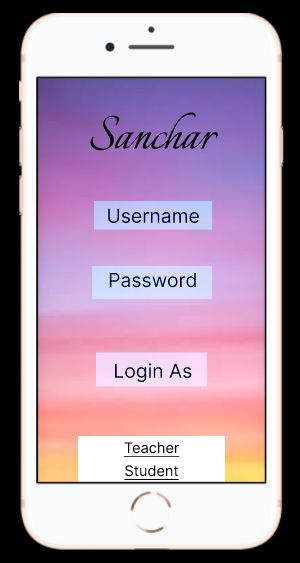 Sanchar
Username
Password
Login As
Teacher
Student